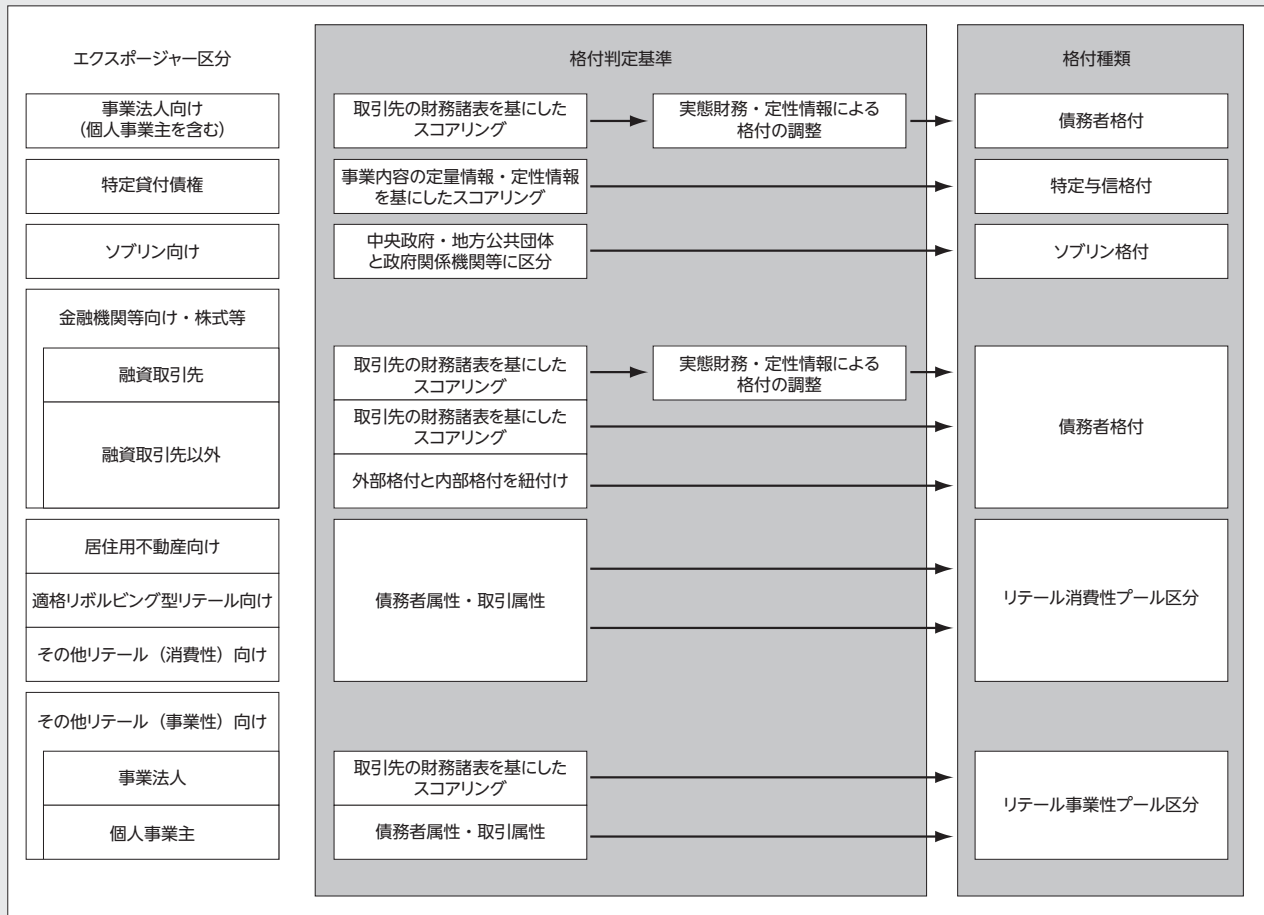 エクスポージャー区分
格付判定基準
格付種類
事業法人向け
（個人事業主を含む）
取引先の財務諸表を基にした
スコアリング
実態財務・定性情報による
格付の調整
債務者格付
特定貸付債権
事業内容の定量情報・定性情報
を基にしたスコアリング
特定与信格付
ソブリン向け
中央政府・地方公共団体
と政府関係機関等に区分
ソブリン格付
金融機関等向け・株式等
融資取引先
取引先の財務諸表を基にした
スコアリング
実態財務・定性情報による
格付の調整
融資取引先以外
取引先の財務諸表を基にした
スコアリング
外部格付と内部格付を紐付け
債務者格付
居住用不動産向け
適格リボルビング型リテール向け
その他リテール（消費性）向け
債務者属性・取引属性
リテール消費性プール区分
その他リテール（事業性）向け
事業法人
取引先の財務諸表を基にした
スコアリング
個人事業主
債務者属性・取引属性
リテール事業性プール区分